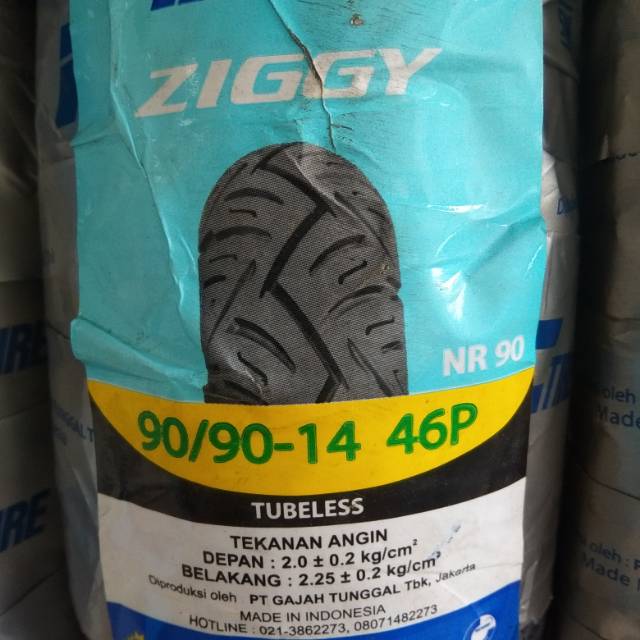 ZIGGY
NR 90
90/90-14 46P
TUBELESS
TEKANAN ANGIN
DEPAN : 2.0 ± 0.2 kg/cm²
BELAKANG : 2.25 ± 0.2 kg/cm²
Diproduksi oleh PT GAJAH TUNGGAL Tbk, Jakarta
MADE IN INDONESIA
HOTLINE : 021-3862273, 08071482273